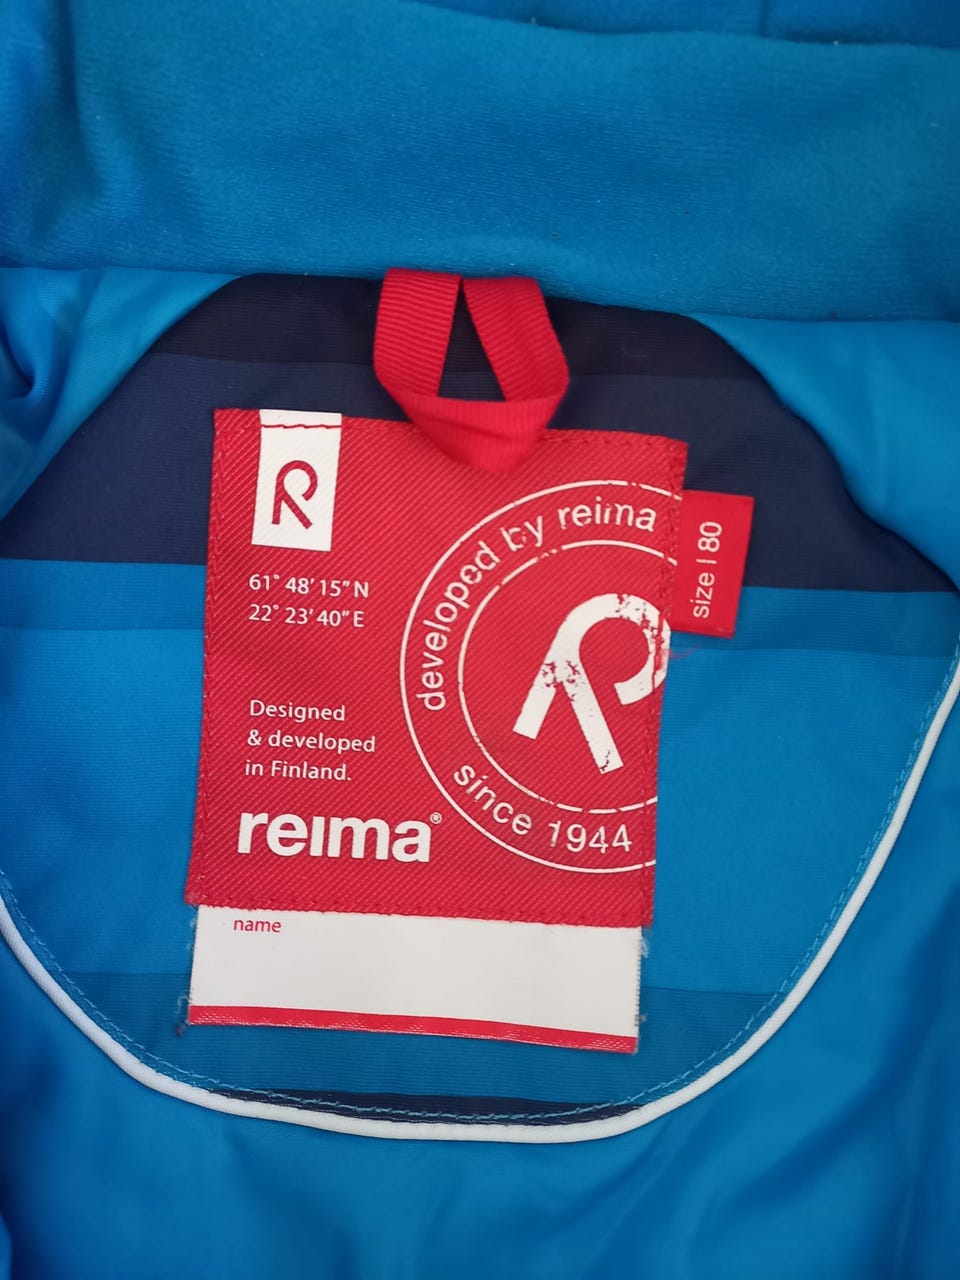 R
61° 48' 15" N
22° 23' 40" E
Designed
& developed
in Finland.
reima®
developed by reima
R
since 1944
size | 80
name